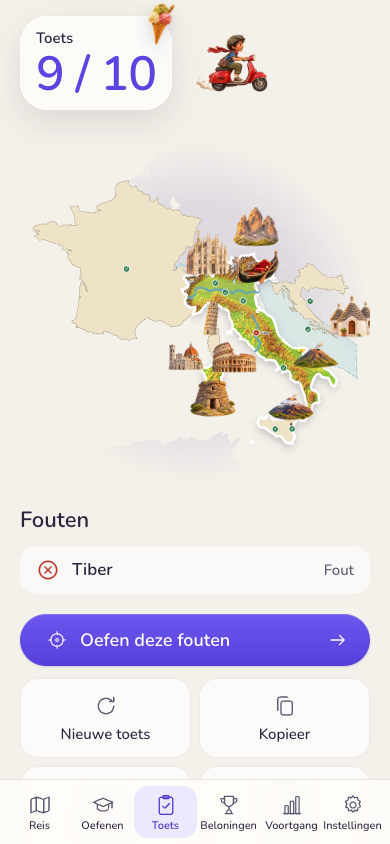 Toets
9 / 10
Fouten
Tiber
Fout
Oefen deze fouten
Nieuwe toets
Kopieer
Reis
Oefenen
Toets
Beloningen
Voortgang
Instellingen